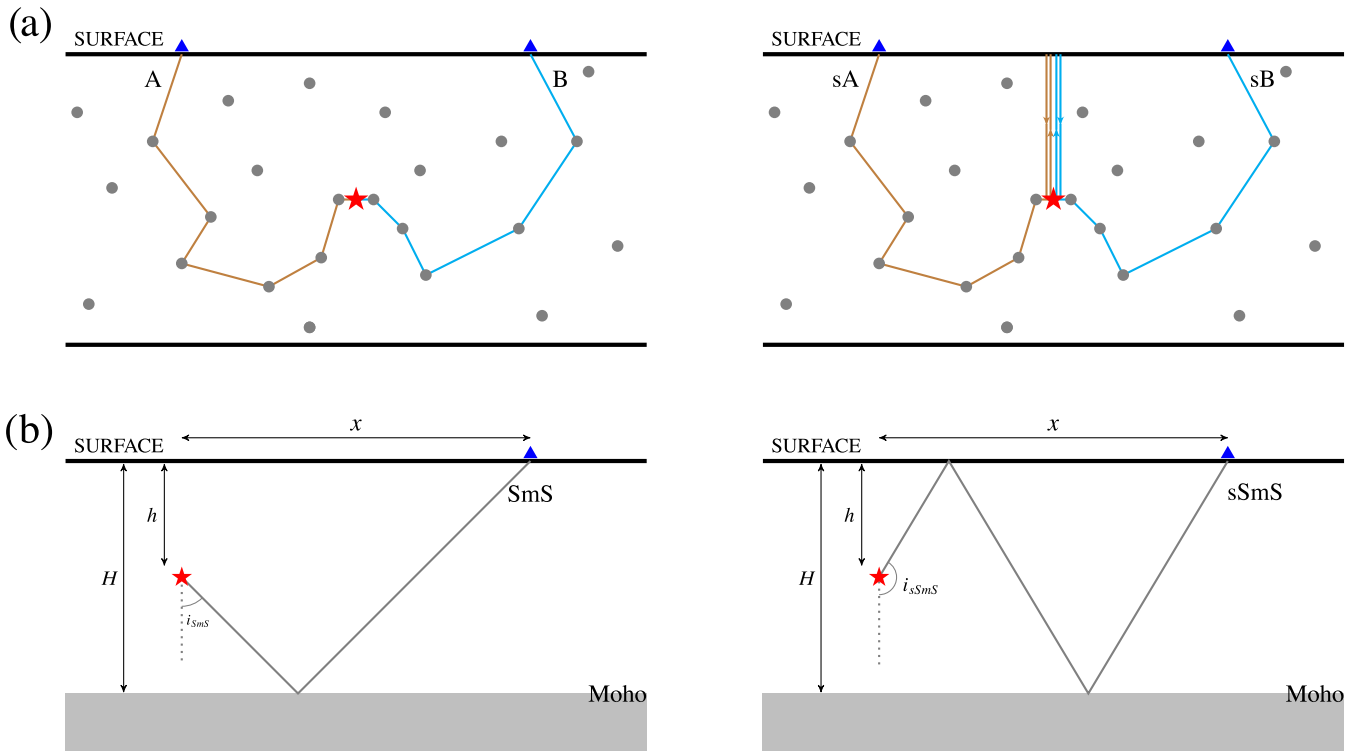 (a)
SURFACE
A
B
SURFACE
sA
sB
(b)
SURFACE
x
SmS
h
H
i_SmS
Moho
SURFACE
x
sSmS
h
H
i_sSmS
Moho